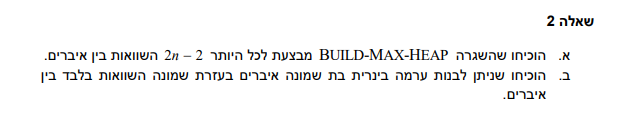 שאלה 2
א. הוכיחו שהשגרה BUILD-MAX-HEAP מבצעת לכל היותר 2n – 2 השוואות בין איברים.
ב. הוכיחו שניתן לבנות ערמה בינרית בת שמונה איברים בעזרת שמונה השוואות בלבד בין
איברים.